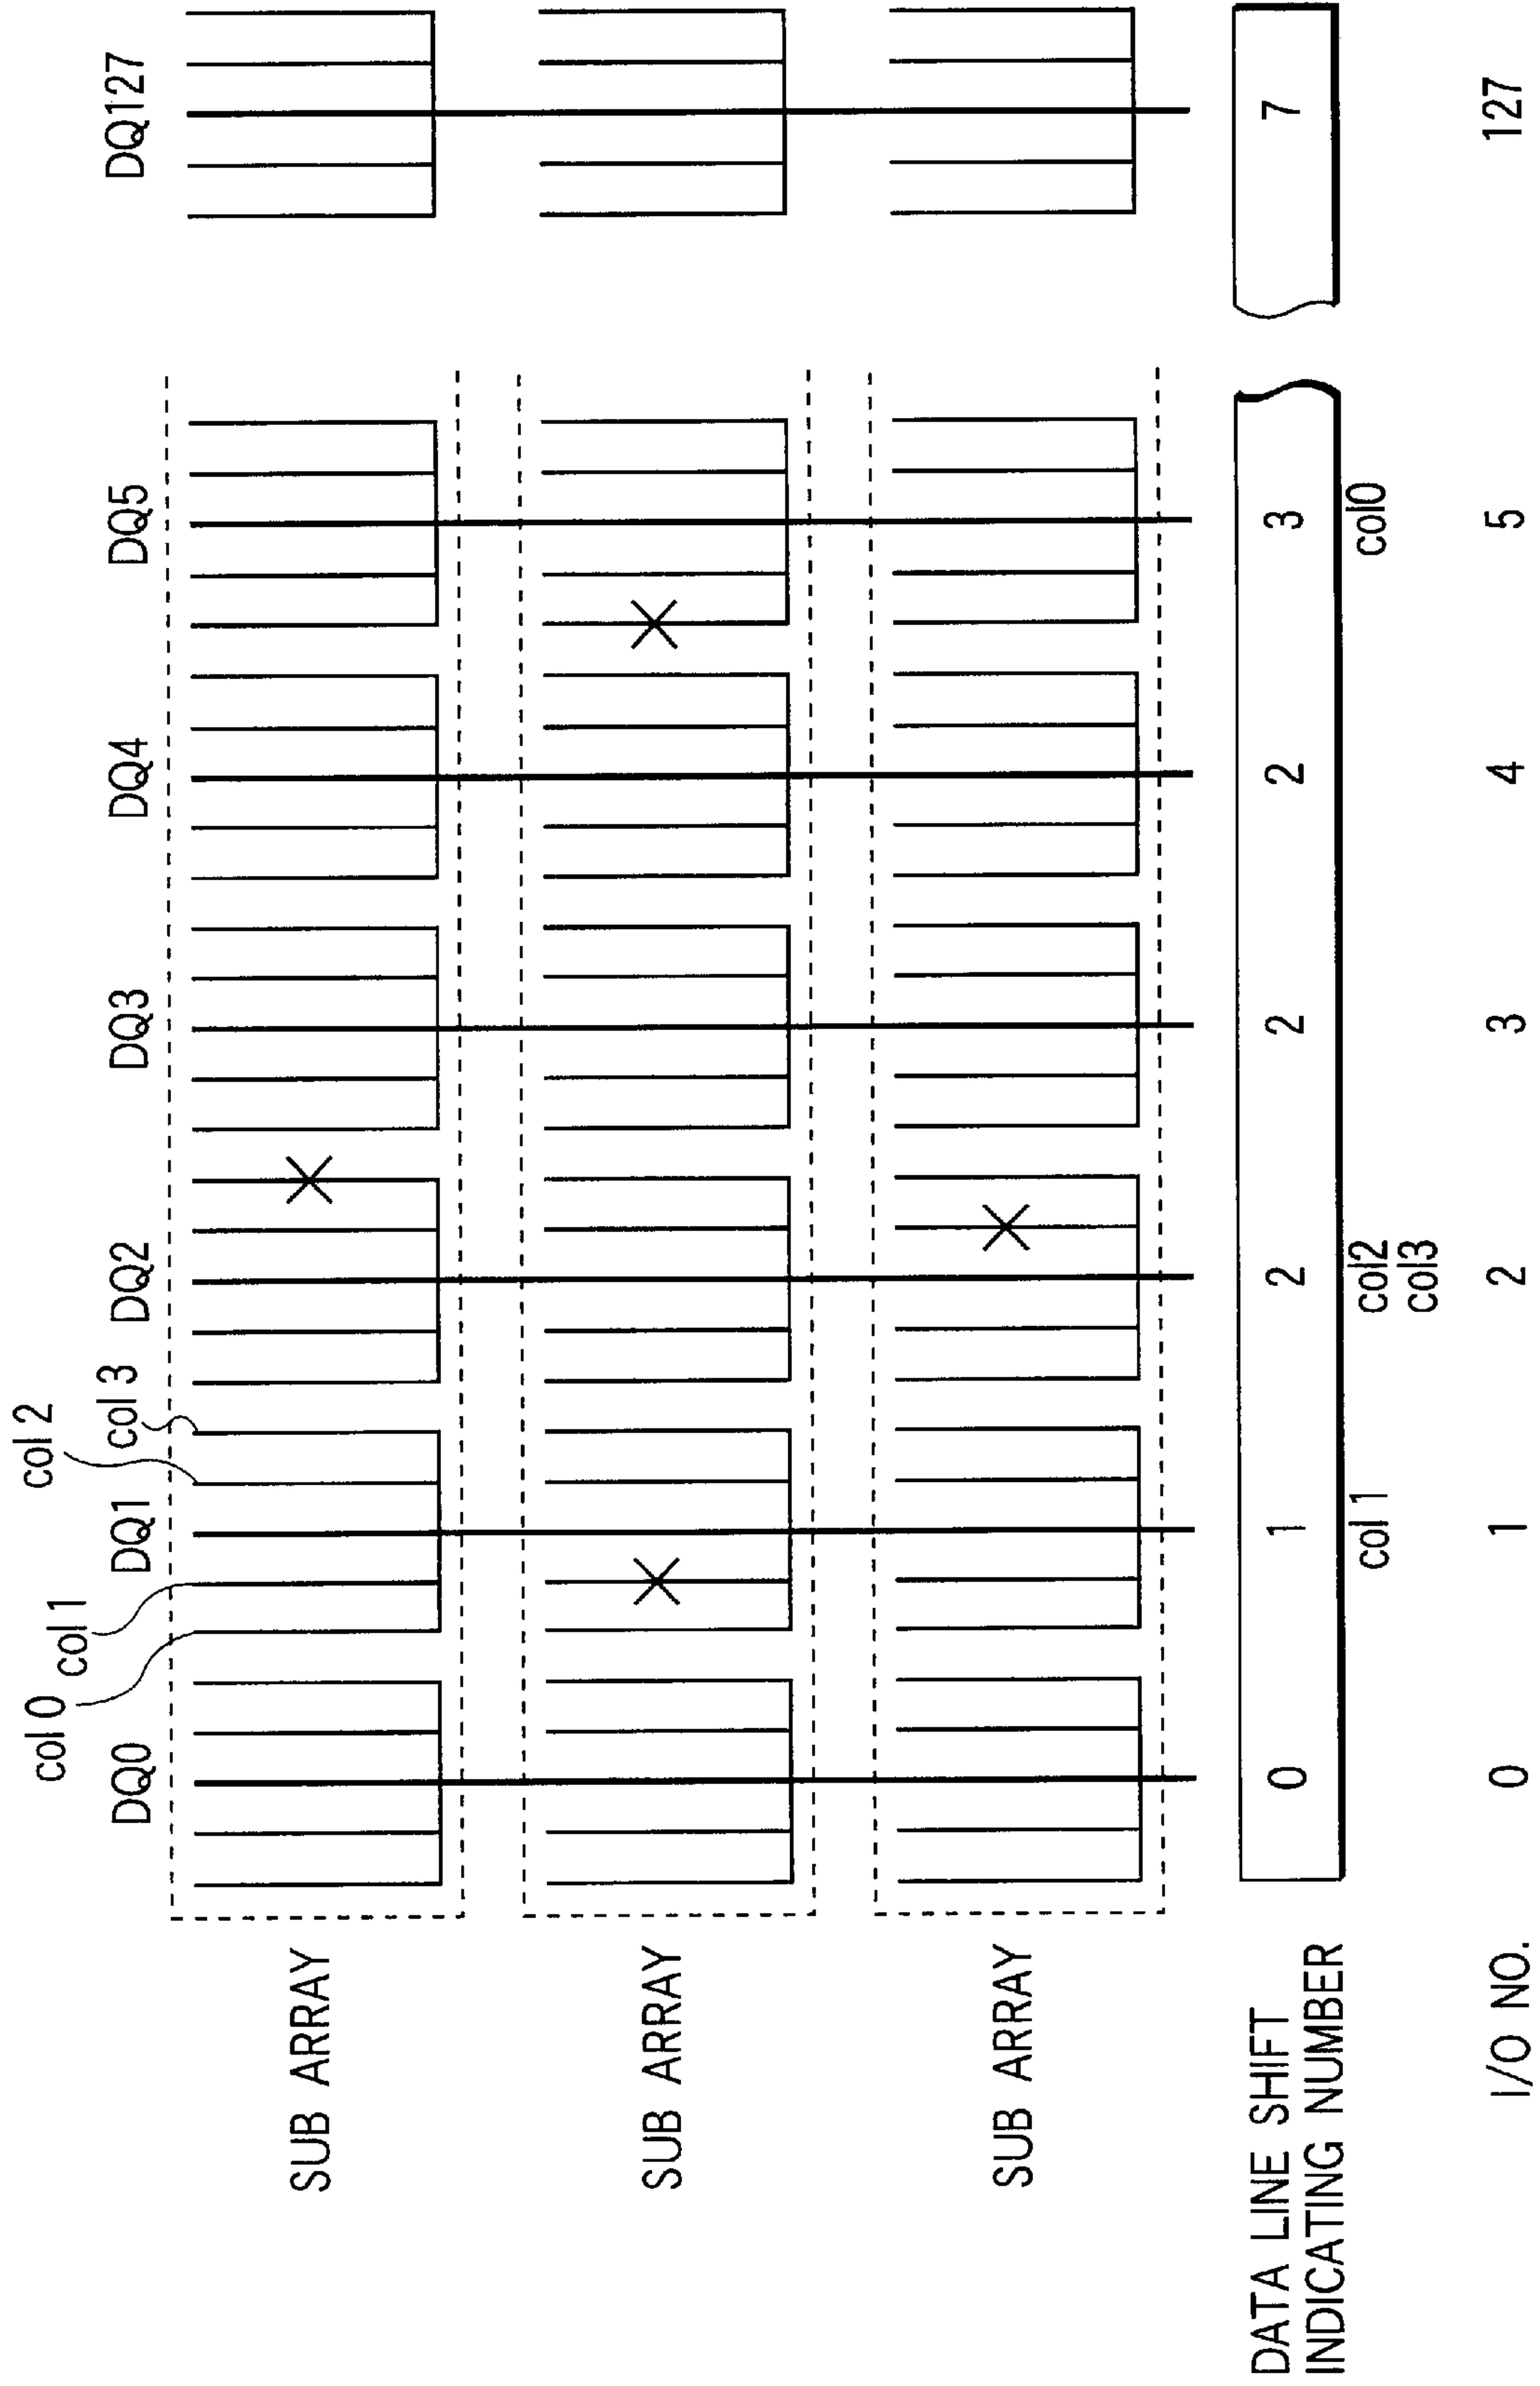 col 0
col 1
col 2
col 3
DQ0
DQ1
DQ2
DQ3
DQ4
DQ5
DQ127
SUB ARRAY
SUB ARRAY
SUB ARRAY
DATA LINE SHIFT
INDICATING NUMBER
0 1 2 2 2 3 7
col 1
col2
col3
col0
I/O NO. 0 1 2 3 4 5 127